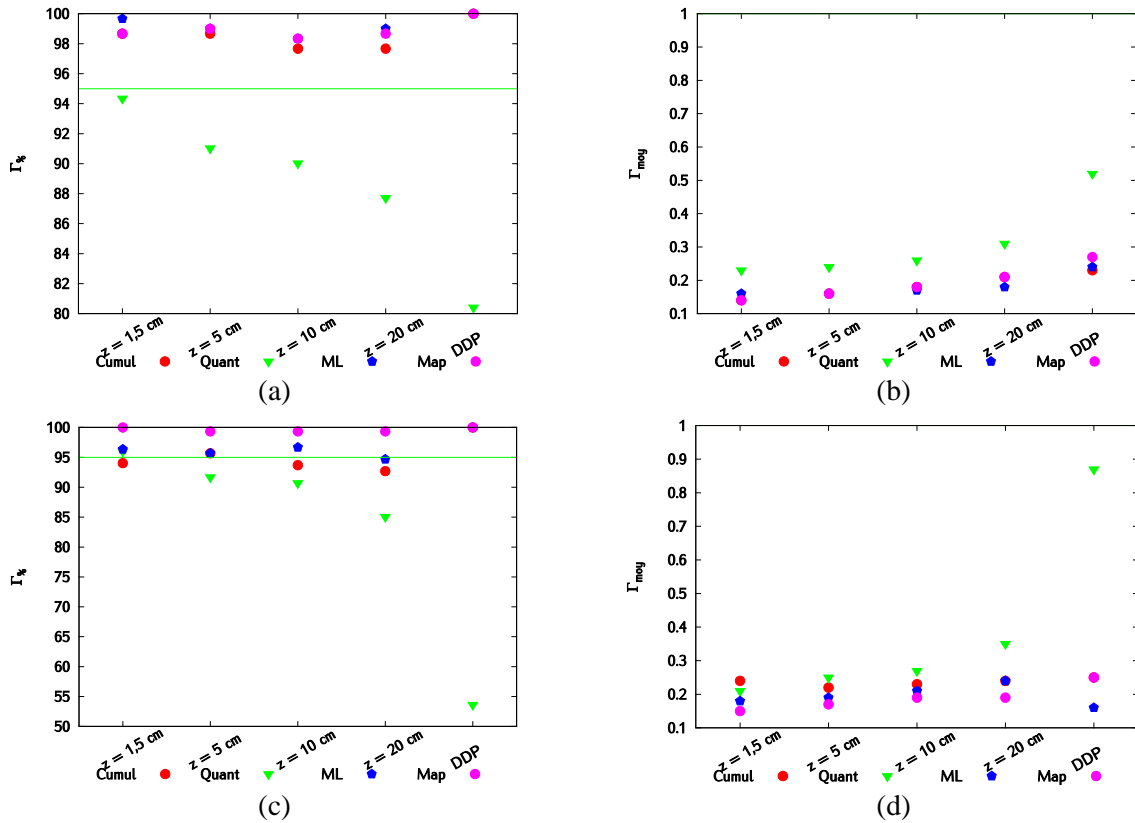 100
98
96
94
92
90
88
86
84
82
80
Γ%
z = 1,5 cm
z = 5 cm
z = 10 cm
z = 20 cm
DDP
Cumul Quant ML Map
(a)
1
0.9
0.8
0.7
0.6
0.5
0.4
0.3
0.2
0.1
Γmoy
z = 1,5 cm
z = 5 cm
z = 10 cm
z = 20 cm
DDP
Cumul Quant ML Map
(b)
100
95
90
85
80
75
70
65
60
55
50
Γ%
z = 1,5 cm
z = 5 cm
z = 10 cm
z = 20 cm
DDP
Cumul Quant ML Map
(c)
1
0.9
0.8
0.7
0.6
0.5
0.4
0.3
0.2
0.1
Γmoy
z = 1,5 cm
z = 5 cm
z = 10 cm
z = 20 cm
DDP
Cumul Quant ML Map
(d)